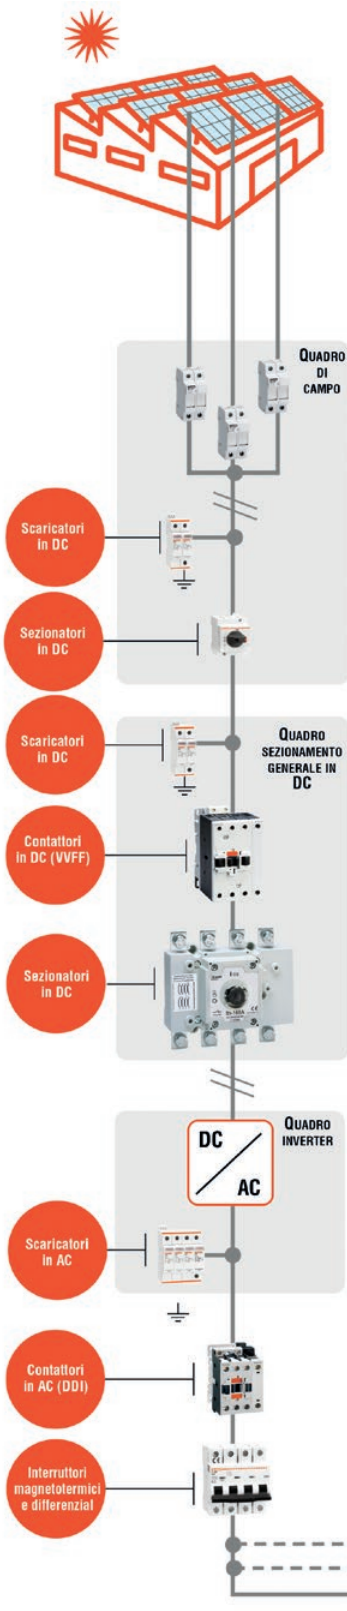 QUADRO
DI
CAMPO
Scaricatori
in DC
Sezionatori
in DC
Scaricatori
in DC
QUADRO
SEZIONAMENTO
GENERALE IN
DC
Contattori
in DC (VVFF)
Sezionatori
in DC
QUADRO
INVERTER
DC
AC
Scaricatori
in AC
Contattori
in AC (DDI)
Interruttori
magnetotermici
e differenzial